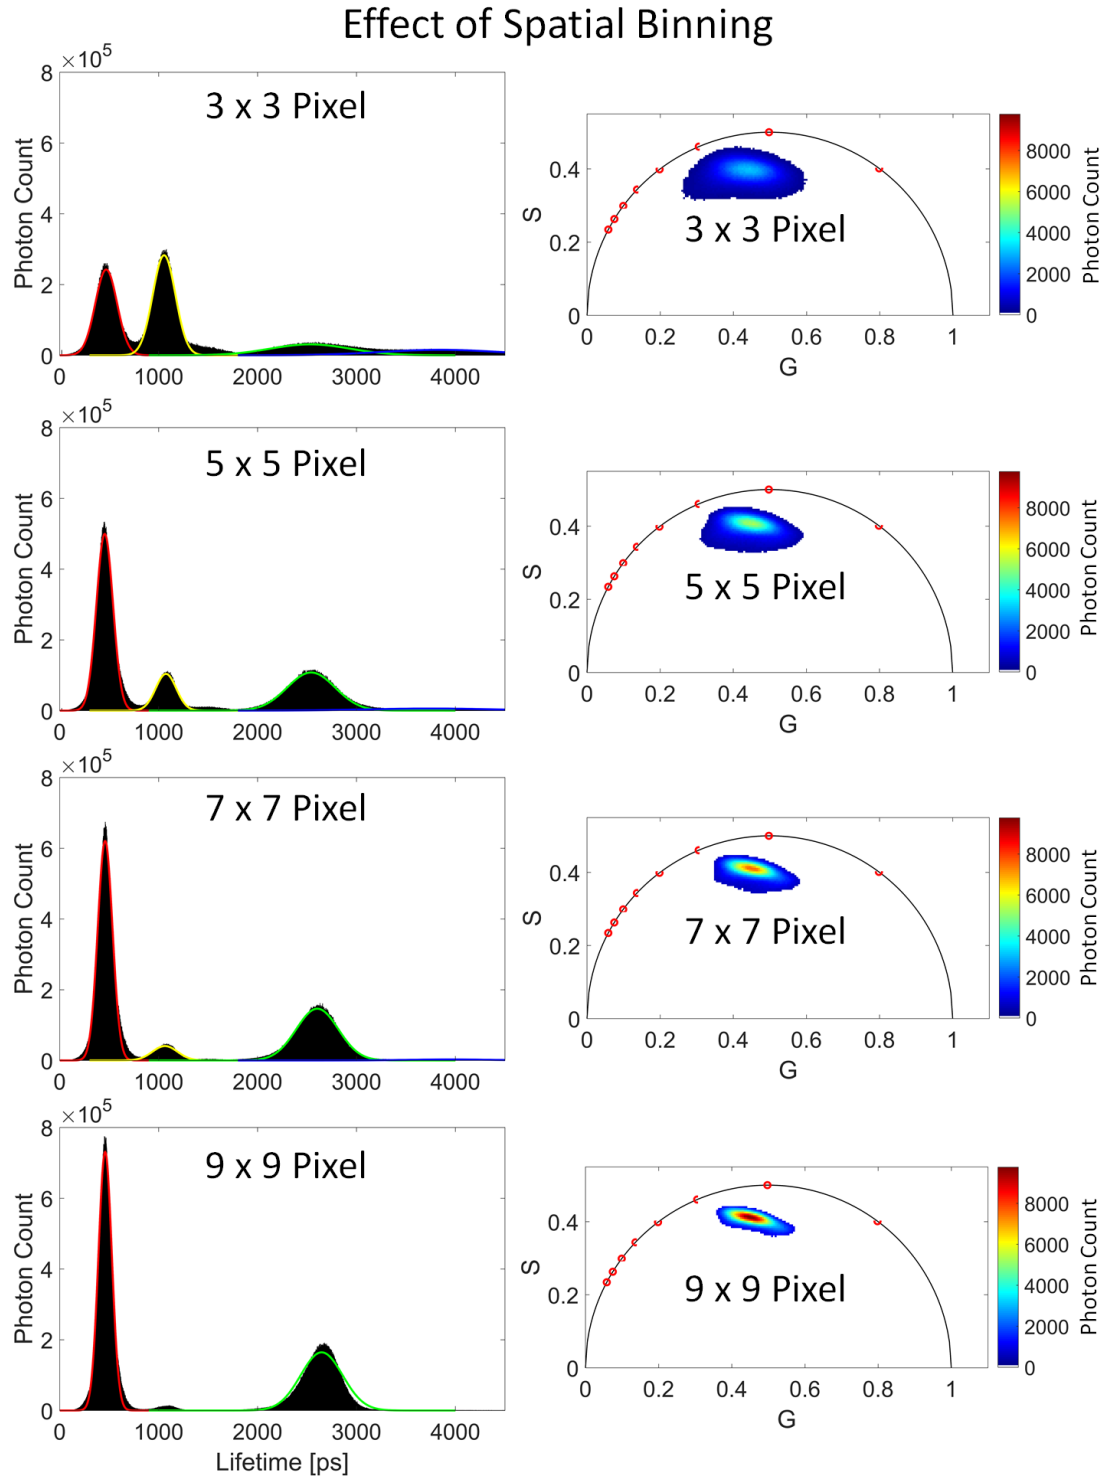 Effect of Spatial Binning
×10⁵
8
6
4
2
0
Photon Count
3 x 3 Pixel
0 1000 2000 3000 4000
0.4
0.2
0
S
3 x 3 Pixel
0 0.2 0.4 0.6 0.8 1
G
8000
6000
4000
2000
0
Photon Count
×10⁵
8
6
4
2
0
Photon Count
5 x 5 Pixel
0 1000 2000 3000 4000
0.4
0.2
0
S
5 x 5 Pixel
0 0.2 0.4 0.6 0.8 1
G
8000
6000
4000
2000
0
Photon Count
×10⁵
8
6
4
2
0
Photon Count
7 x 7 Pixel
0 1000 2000 3000 4000
0.4
0.2
0
S
7 x 7 Pixel
0 0.2 0.4 0.6 0.8 1
G
8000
6000
4000
2000
0
Photon Count
×10⁵
8
6
4
2
0
Photon Count
9 x 9 Pixel
0 1000 2000 3000 4000
Lifetime [ps]
0.4
0.2
0
S
9 x 9 Pixel
0 0.2 0.4 0.6 0.8 1
G
8000
6000
4000
2000
0
Photon Count